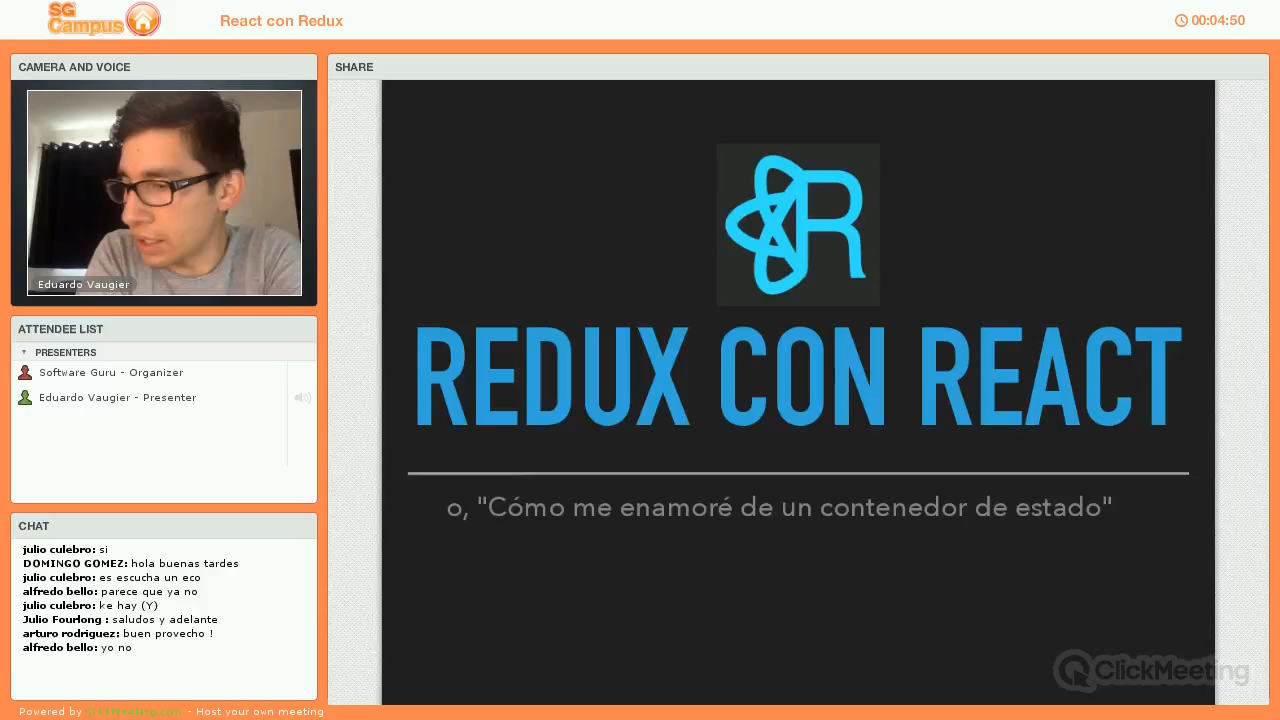 SG Campus
React con Redux
00:04:50
CAMERA AND VOICE
Eduardo Vaugier
ATTENDEE LIST
PRESENTERS
Software Guru - Organizer
Eduardo Vaugier - Presenter
CHAT
julio culebro: si
DOMINGO GOMEZ: hola buenas tardes
julio culebro: es escucha un eco
alfredo bello: parece que ya no
julio culebro: ke hay (Y)
Julio Fourlong : saludos y adelante
arturo rodriguez: buen provecho !
alfredo bello: yo no
Powered by ClickMeeting.com - Host your own meeting
SHARE
R
REDUX CON REACT
o, "Cómo me enamoré de un contenedor de estado"
ClickMeeting